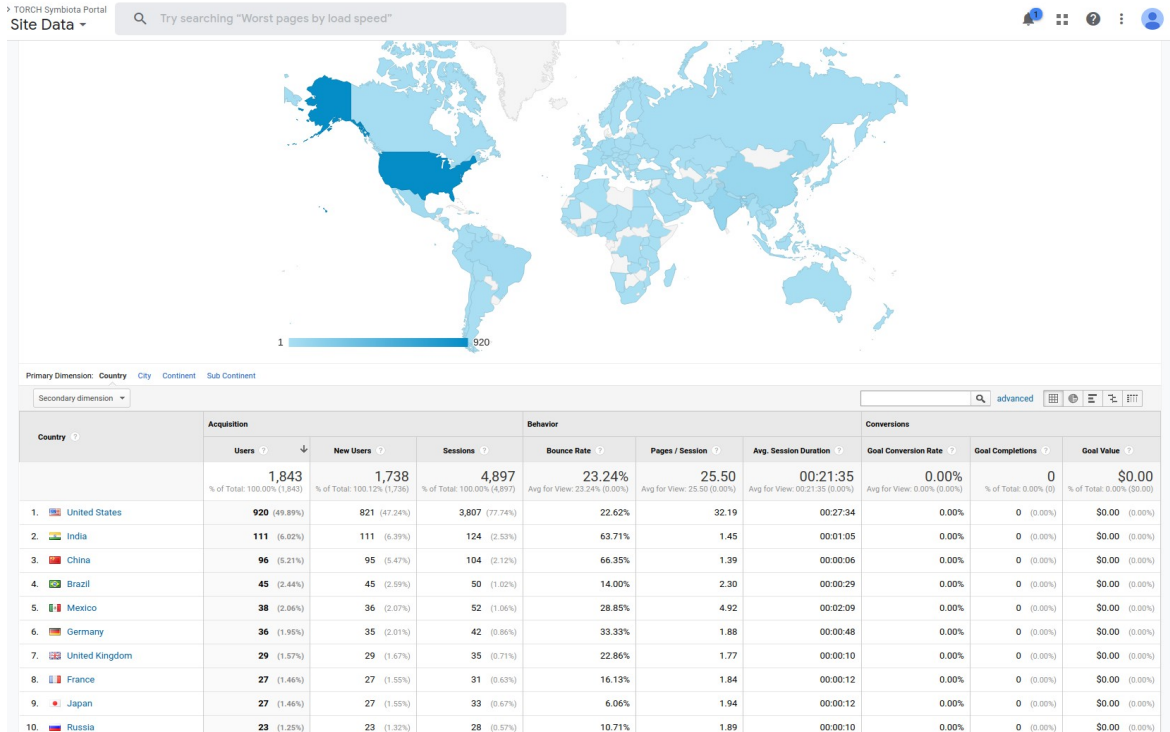 TORCH Symbiota Portal
Site Data
Try searching “Worst pages by load speed”
1
1 920
Primary Dimension: Country City Continent Sub Continent
Secondary dimension
advanced
Country Acquisition Behavior Conversions
Users New Users Sessions Bounce Rate Pages / Session Avg. Session Duration Goal Conversion Rate Goal Completions Goal Value
1,843 1,738 4,897 23.24% 25.50 00:21:35 0.00% 0 $0.00
% of Total: 100.00% (1,843) % of Total: 100.12% (1,736) % of Total: 100.00% (4,897) Avg for View: 23.24% (0.00%) Avg for View: 25.50 (0.00%) Avg for View: 00:21:35 (0.00%) Avg for View: 0.00% (0.00%) % of Total: 0.00% (0) % of Total: 0.00% ($0.00)
1. United States 920 (49.89%) 821 (47.24%) 3,807 (77.74%) 22.62% 32.19 00:27:34 0.00% 0 (0.00%) $0.00 (0.00%)
2. India 111 (6.02%) 111 (6.39%) 124 (2.53%) 63.71% 1.45 00:01:05 0.00% 0 (0.00%) $0.00 (0.00%)
3. China 96 (5.21%) 95 (5.47%) 104 (2.12%) 66.35% 1.39 00:00:06 0.00% 0 (0.00%) $0.00 (0.00%)
4. Brazil 45 (2.44%) 45 (2.59%) 50 (1.02%) 14.00% 2.30 00:00:29 0.00% 0 (0.00%) $0.00 (0.00%)
5. Mexico 38 (2.06%) 36 (2.07%) 52 (1.06%) 28.85% 4.92 00:02:09 0.00% 0 (0.00%) $0.00 (0.00%)
6. Germany 36 (1.95%) 35 (2.01%) 42 (0.86%) 33.33% 1.88 00:00:48 0.00% 0 (0.00%) $0.00 (0.00%)
7. United Kingdom 29 (1.57%) 29 (1.67%) 35 (0.71%) 22.86% 1.77 00:00:10 0.00% 0 (0.00%) $0.00 (0.00%)
8. France 27 (1.46%) 27 (1.55%) 31 (0.63%) 16.13% 1.84 00:00:12 0.00% 0 (0.00%) $0.00 (0.00%)
9. Japan 27 (1.46%) 27 (1.55%) 33 (0.67%) 6.06% 1.94 00:00:12 0.00% 0 (0.00%) $0.00 (0.00%)
10. Russia 23 (1.25%) 23 (1.32%) 28 (0.57%) 10.71% 1.89 00:00:10 0.00% 0 (0.00%) $0.00 (0.00%)